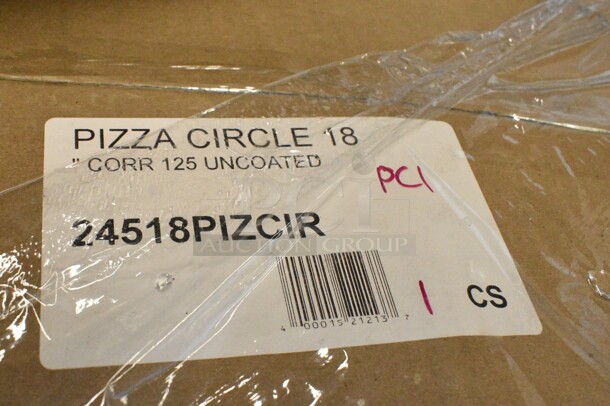 PIZZA CIRCLE 18
" CORR 125 UNCOATED
PCI
24518PIZCIR
AUCTION GROUP
1 CS
4 00015 21213 7